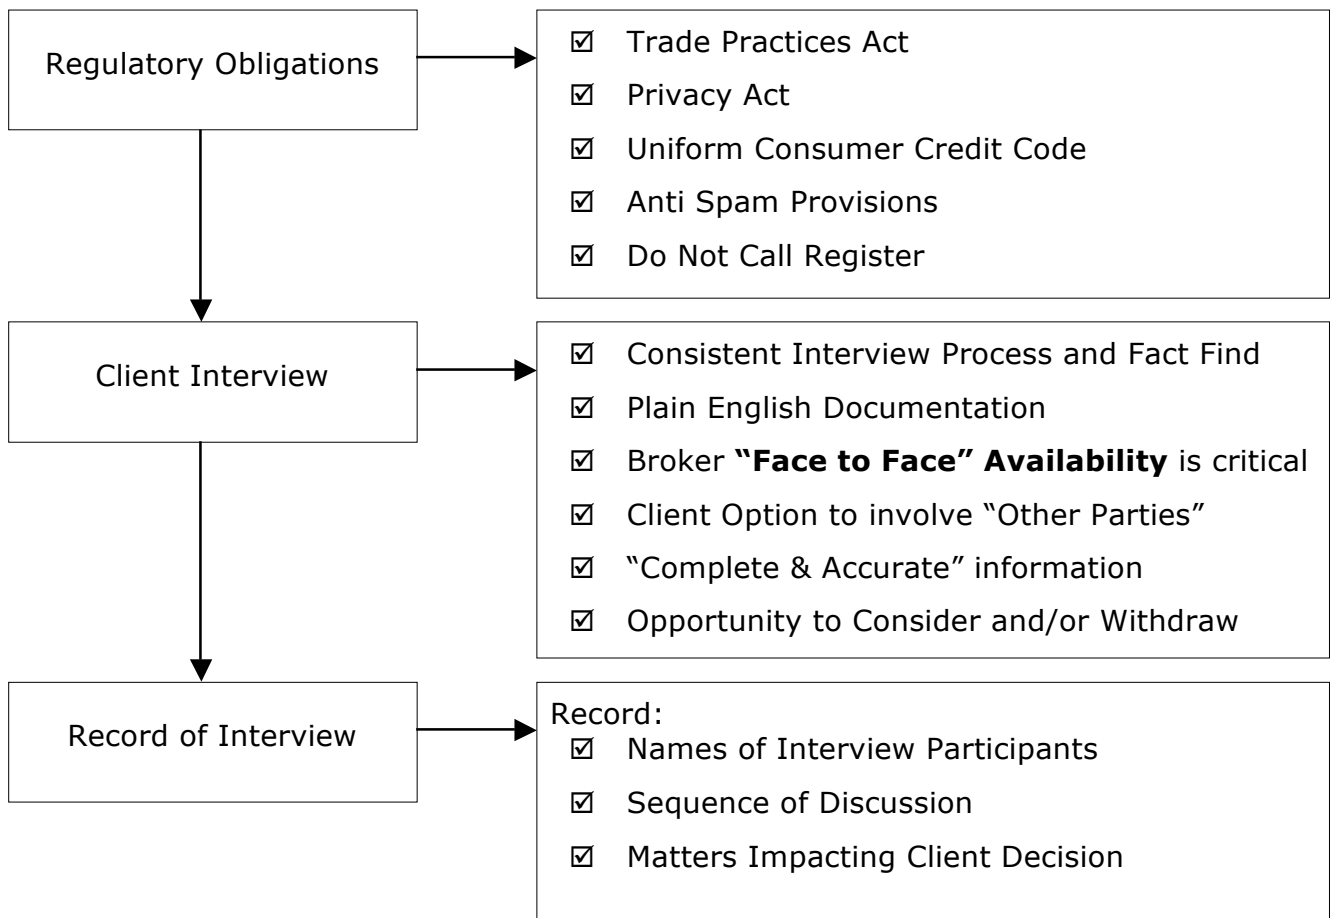 Regulatory Obligations
☑ Trade Practices Act
☑ Privacy Act
☑ Uniform Consumer Credit Code
☑ Anti Spam Provisions
☑ Do Not Call Register
Client Interview
☑ Consistent Interview Process and Fact Find
☑ Plain English Documentation
☑ Broker “Face to Face” Availability is critical
☑ Client Option to involve “Other Parties”
☑ “Complete & Accurate” information
☑ Opportunity to Consider and/or Withdraw
Record of Interview
Record:
☑ Names of Interview Participants
☑ Sequence of Discussion
☑ Matters Impacting Client Decision